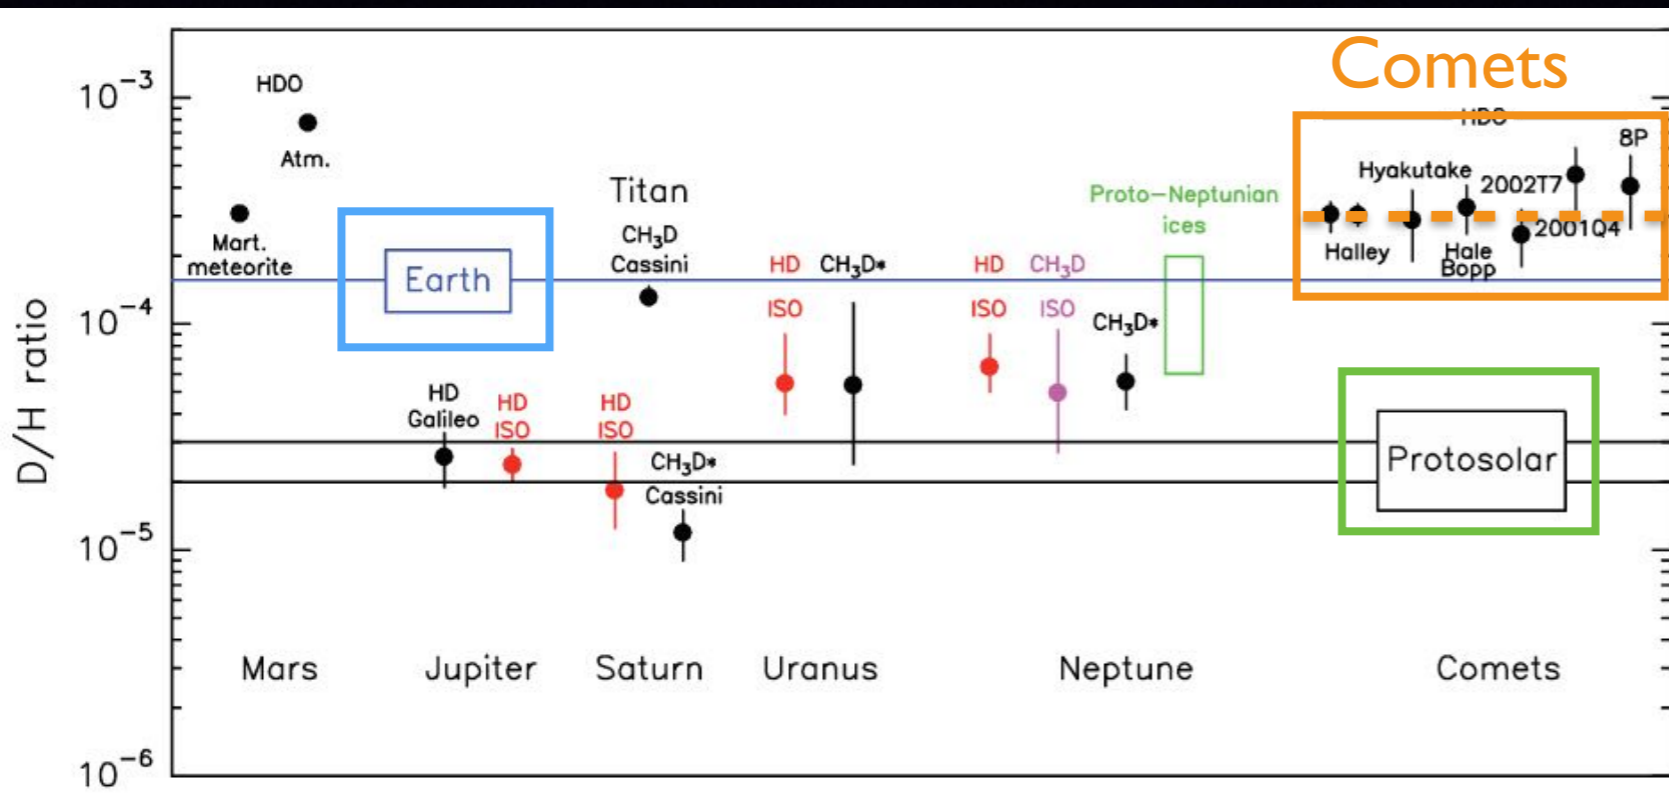 Comets
10⁻³
HDO
Atm.
Mart.
meteorite
Earth
Titan
CH₃D
Cassini
HD
ISO
CH₃D*
HD
ISO
CH₃D
ISO
CH₃D*
Proto–Neptunian
ices
HDO
Hyakutake
2002T7
8P
2001Q4
Halley
Hale
Bopp
10⁻⁴
D/H ratio
HD
Galileo
HD
ISO
HD
ISO
CH₃D*
Cassini
Protosolar
10⁻⁵
Mars
Jupiter
Saturn
Uranus
Neptune
Comets
10⁻⁶